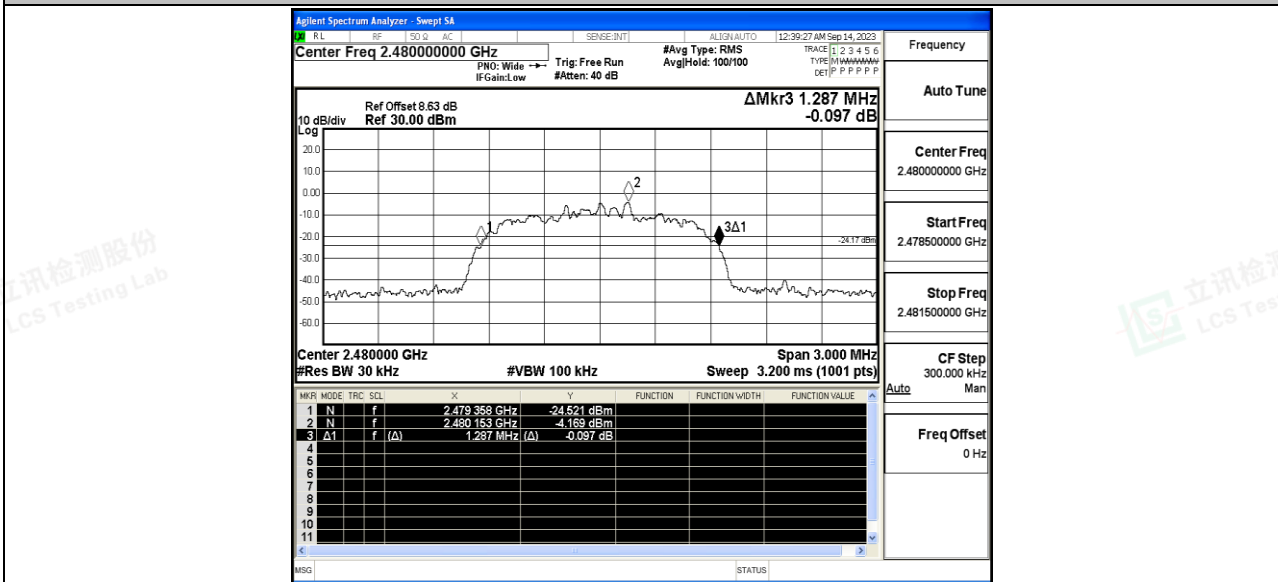 Agilent Spectrum Analyzer - Swept SA
RL RF 50 Ω AC SENSE:INT ALIGNAUTO 12:39:27 AM Sep 14, 2023
Center Freq 2.480000000 GHz
PNO: Wide
IFGain:Low
Trig: Free Run
#Atten: 40 dB
#Avg Type: RMS
Avg|Hold: 100/100
TRACE 1 2 3 4 5 6
TYPE M
DET P P P P P P
Ref Offset 8.63 dB
10 dB/div Ref 30.00 dBm
Log
ΔMkr3 1.287 MHz
-0.097 dB
20.0
10.0
0.00
-10.0
-20.0
-30.0
-40.0
-50.0
-60.0
1
2
3Δ1
-24.17 dBm
Center 2.480000 GHz Span 3.000 MHz
#Res BW 30 kHz #VBW 100 kHz Sweep 3.200 ms (1001 pts)
MKR MODE TRC SCL X Y FUNCTION FUNCTION WIDTH FUNCTION VALUE
1 N f 2.479 358 GHz -24.521 dBm
2 N f 2.480 153 GHz -4.169 dBm
3 Δ1 f (Δ) 1.287 MHz (Δ) -0.097 dB
4
5
6
7
8
9
10
11
MSG STATUS
Frequency
Auto Tune
Center Freq
2.480000000 GHz
Start Freq
2.478500000 GHz
Stop Freq
2.481500000 GHz
CF Step
300.000 kHz
Auto Man
Freq Offset
0 Hz
立讯检测股份
LCS Testing Lab
立讯检测
LCS Tes